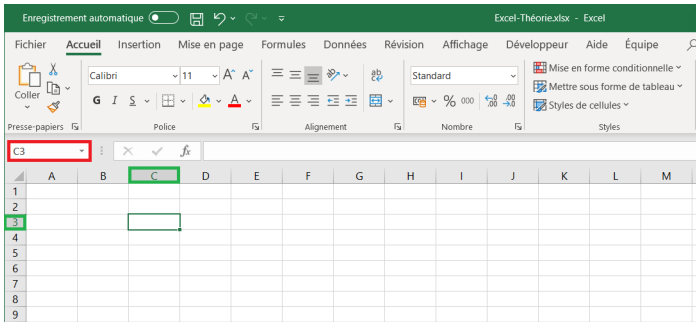 Enregistrement automatique Excel-Théorie.xlsx - Excel
Fichier Accueil Insertion Mise en page Formules Données Révision Affichage Développeur Aide Équipe
Coller Calibri 11 A A ab Standard Mise en forme conditionnelle
G I S A % 000 Mettre sous forme de tableau
Styles de cellules
Presse-papiers Police Alignement Nombre Styles
C3 fx
A B C D E F G H I J K L M
1
2
3
4
5
6
7
8
9